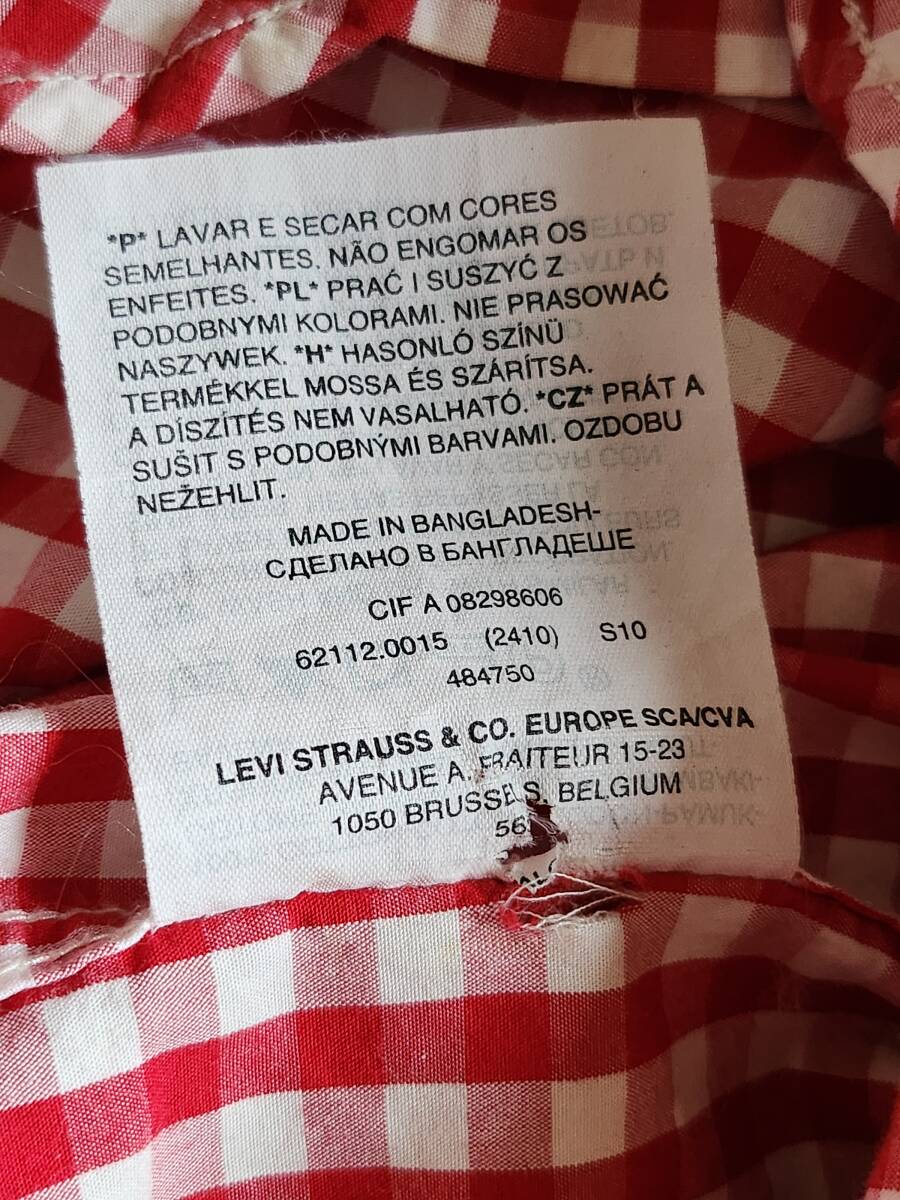 *P* LAVAR E SECAR COM CORES
SEMELHANTES. NÃO ENGOMAR OS
ENFEITES. *PL* PRAĆ I SUSZYĆ Z
PODOBNYMI KOLORAMI. NIE PRASOWAĆ
NASZYWEK. *H* HASONLÓ SZÍNÜ
TERMÉKKEL MOSSA ÉS SZÁRÍTSA.
A DÍSZÍTÉS NEM VASALHATÓ. *CZ* PRÁT A
SUŠIT S PODOBNÝMI BARVAMI. OZDOBU
NEŽEHLIT.
MADE IN BANGLADESH-
СДЕЛАНО В БАНГЛАДЕШЕ
CIF A 08298606
62112.0015 (2410) S10
484750
LEVI STRAUSS & CO. EUROPE SCA/CVA
AVENUE A. FRAITEUR 15-23
1050 BRUSSELS, BELGIUM